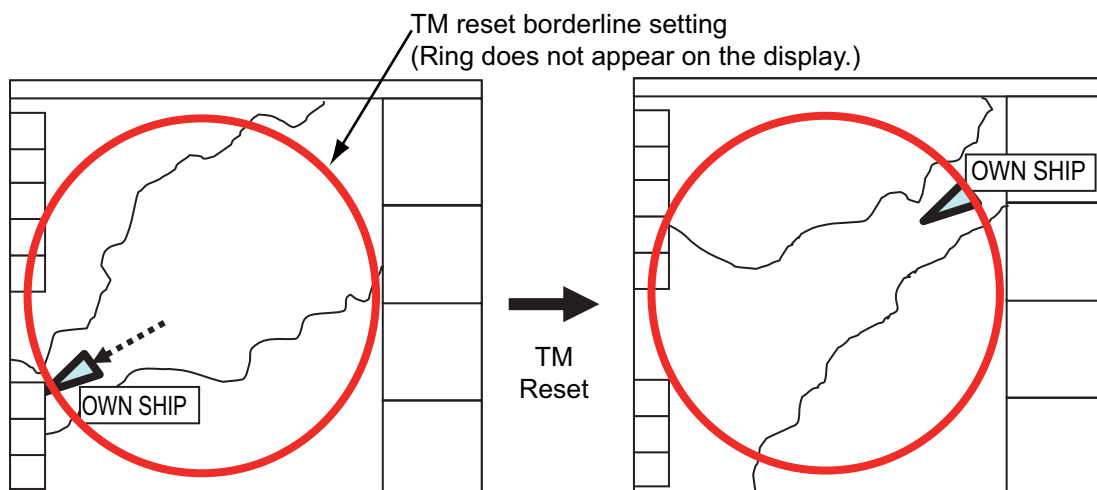 TM reset borderline setting
(Ring does not appear on the display.)
OWN SHIP
TM
Reset
OWN SHIP